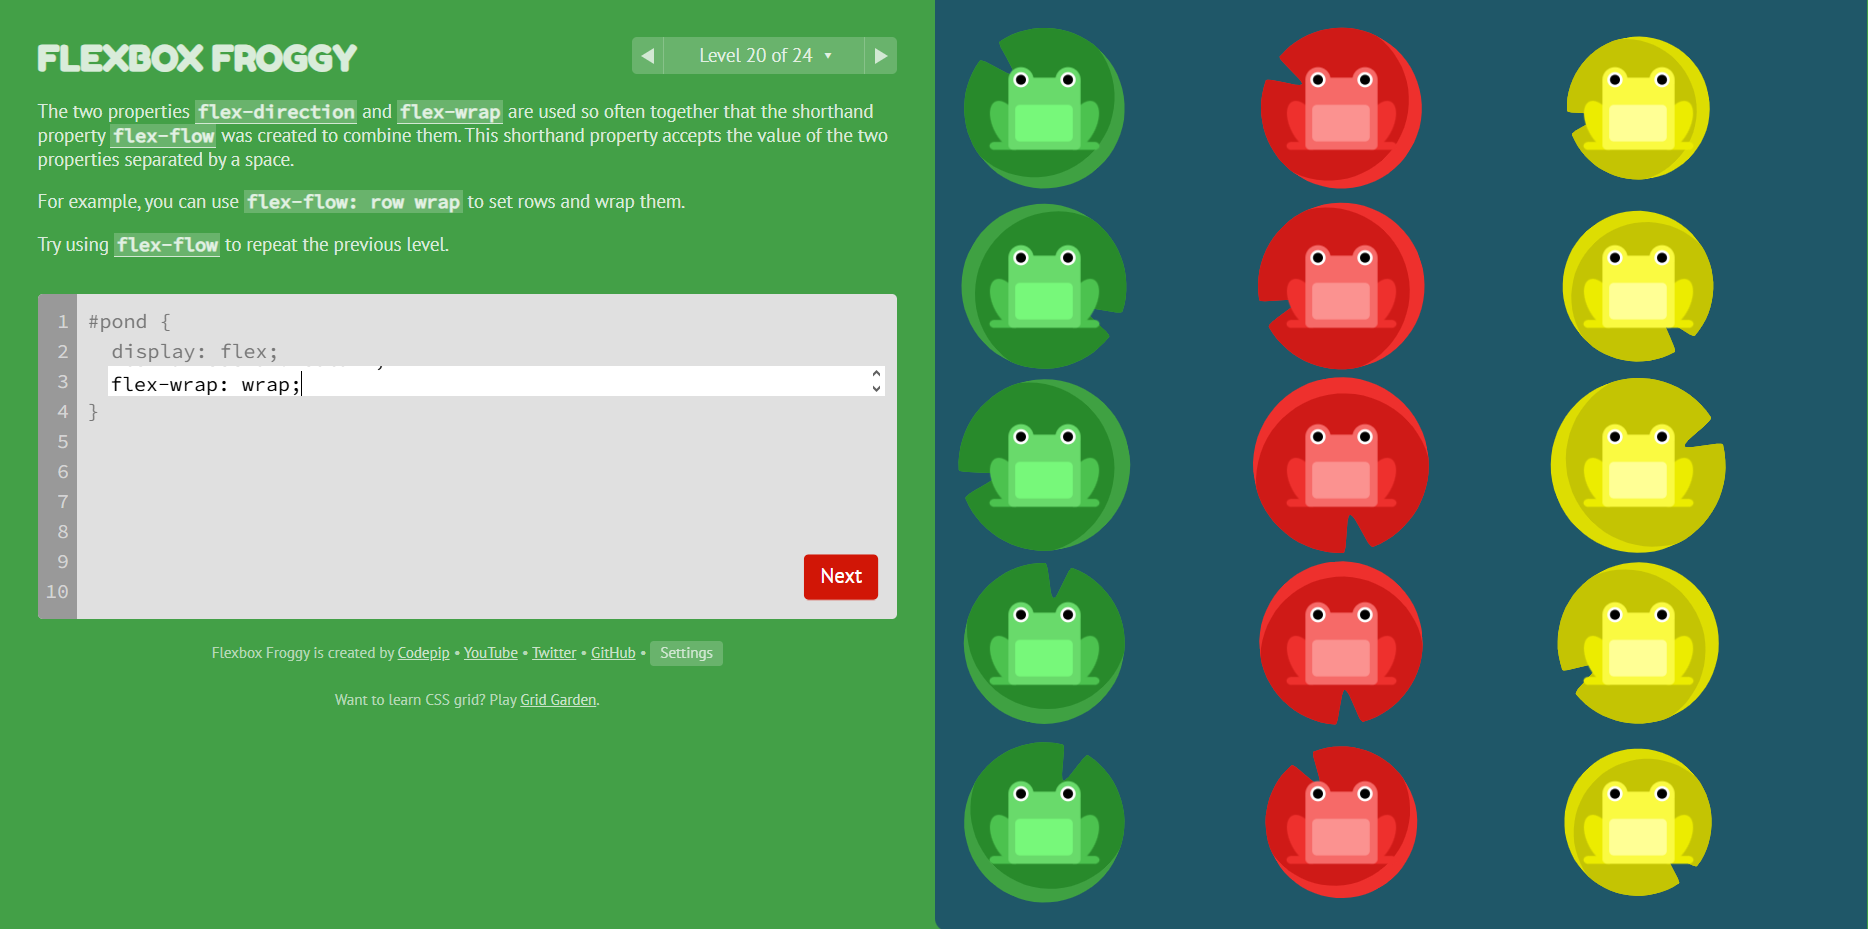 FLEXBOX FROGGY
◀ Level 20 of 24 ▼ ▶
The two properties flex-direction and flex-wrap are used so often together that the shorthand
property flex-flow was created to combine them. This shorthand property accepts the value of the two
properties separated by a space.
For example, you can use flex-flow: row wrap to set rows and wrap them.
Try using flex-flow to repeat the previous level.
1 #pond {
2 display: flex;
3 flex-wrap: wrap;
4 }
5
6
7
8
9
10
Next
Flexbox Froggy is created by Codepip • YouTube • Twitter • GitHub • Settings
Want to learn CSS grid? Play Grid Garden.